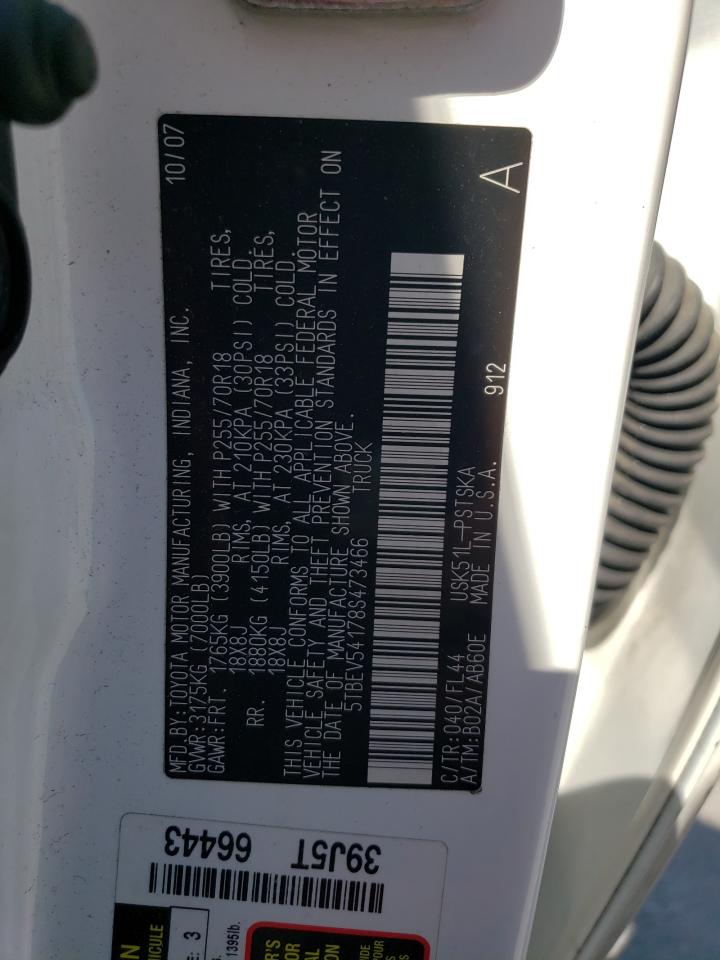 MFD.BY:TOYOTA MOTOR MANUFACTURING, INDIANA, INC. 10/07
GVWR:3175KG (7000LB)
GAWR:FRT. 1765KG (3900LB) WITH P255/70R18 TIRES,
18X8J RIMS, AT 210KPA (30PSI) COLD.
RR. 1880KG (4150LB) WITH P255/70R18 TIRES,
18X8J RIMS, AT 230KPA (33PSI) COLD.
THIS VEHICLE CONFORMS TO ALL APPLICABLE FEDERAL MOTOR
VEHICLE SAFETY AND THEFT PREVENTION STANDARDS IN EFFECT ON
THE DATE OF MANUFACTURE SHOWN ABOVE.
5TBEV54178S473466 TRUCK
C/TR:040/FL44 USK51L-PSTSKA
A/TM:B02A/AB60E MADE IN U.S.A. 912 A
39J5T 66443
3
1395lb.